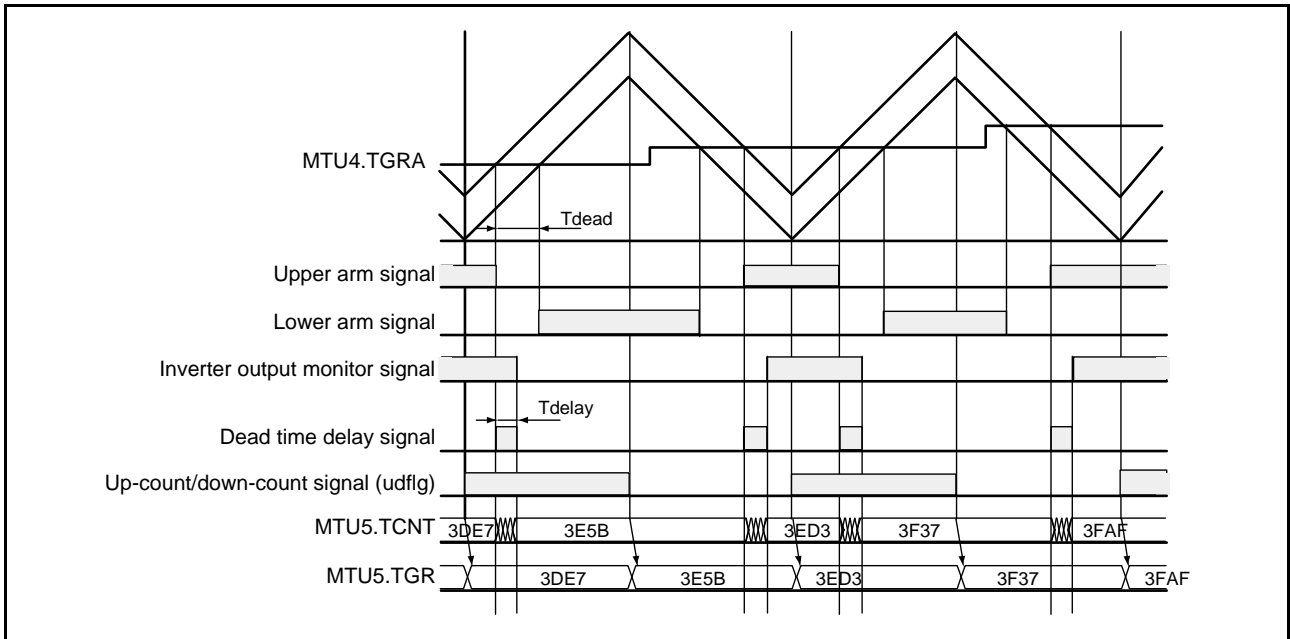 MTU4.TGRA
Tdead
Upper arm signal
Lower arm signal
Inverter output monitor signal
Tdelay
Dead time delay signal
Up-count/down-count signal (udflg)
MTU5.TCNT 3DE7 3E5B 3ED3 3F37 3FAF
MTU5.TGR 3DE7 3E5B 3ED3 3F37 3FAF